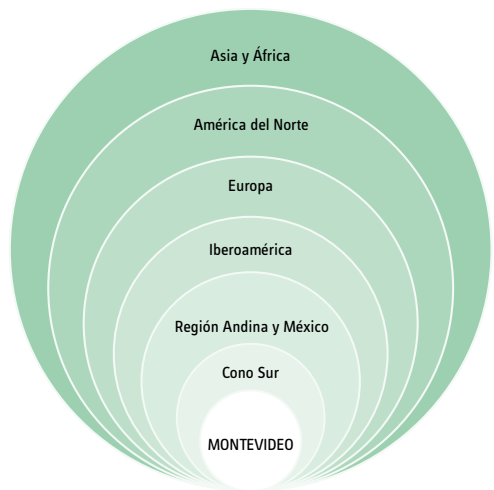 Asia y África
América del Norte
Europa
Iberoamérica
Región Andina y México
Cono Sur
MONTEVIDEO